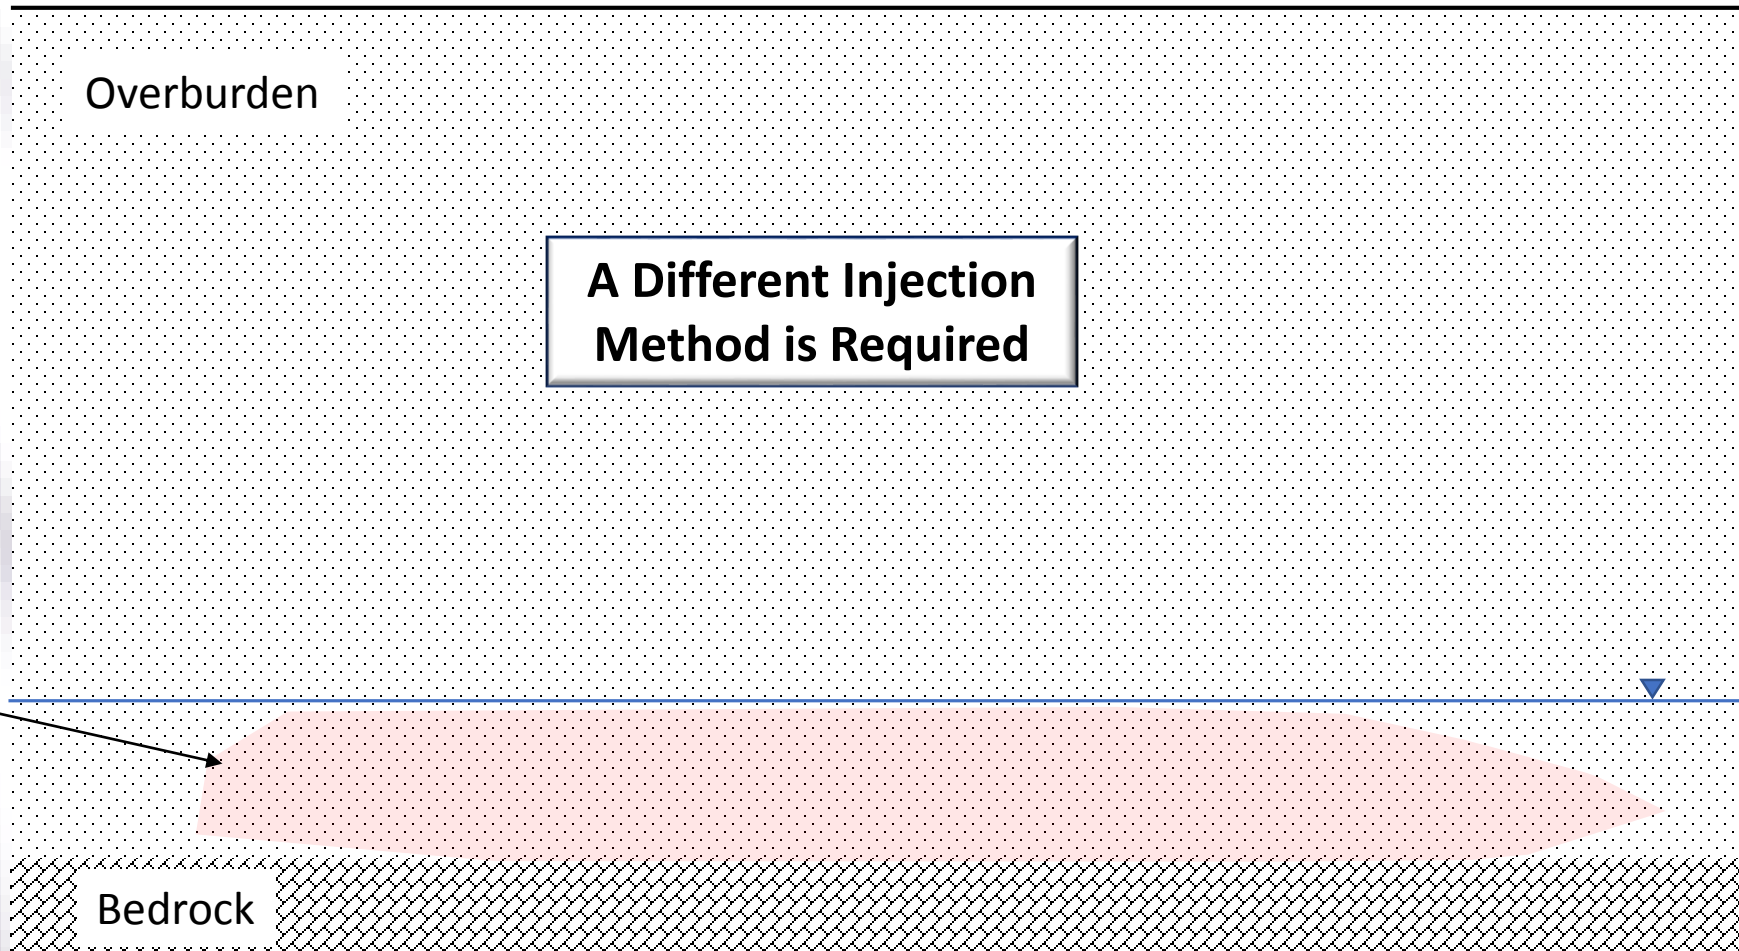 Overburden
A Different Injection
Method is Required
Bedrock